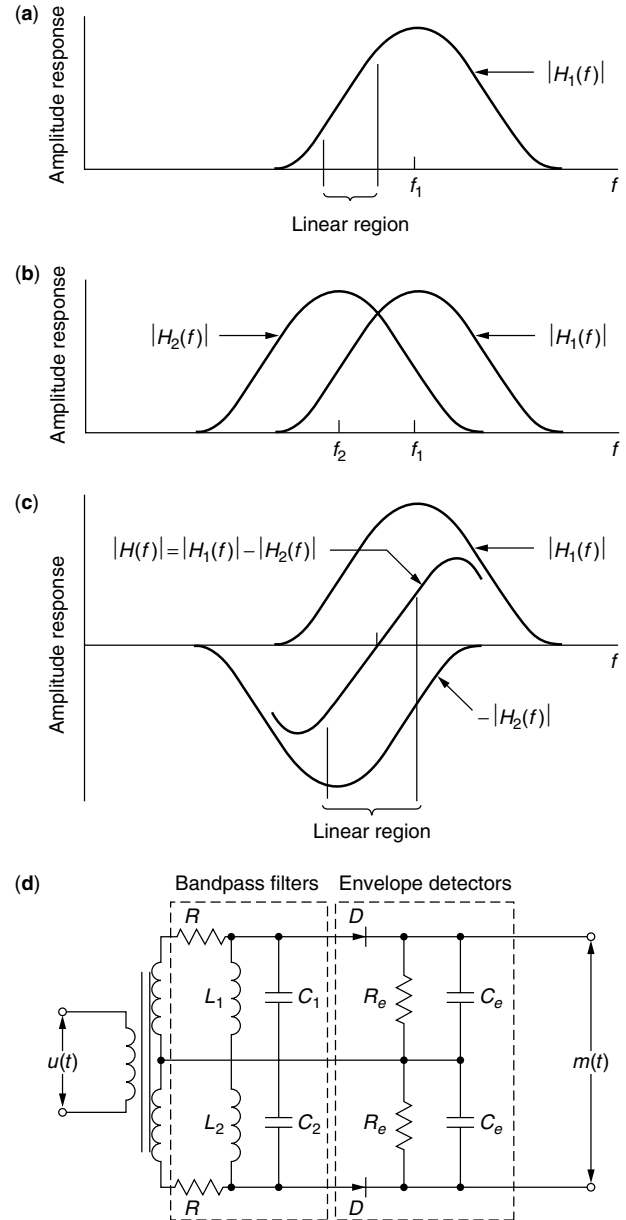 (a)
Amplitude response
|H₁(f)|
f₁
f
Linear region
(b)
Amplitude response
|H₂(f)|
|H₁(f)|
f₂
f₁
f
(c)
Amplitude response
|H(f)| = |H₁(f)| − |H₂(f)|
|H₁(f)|
f
−|H₂(f)|
Linear region
(d)
Bandpass filters
Envelope detectors
R
D
L₁
C₁
Rₑ
Cₑ
u(t)
m(t)
L₂
C₂
Rₑ
Cₑ
R
D